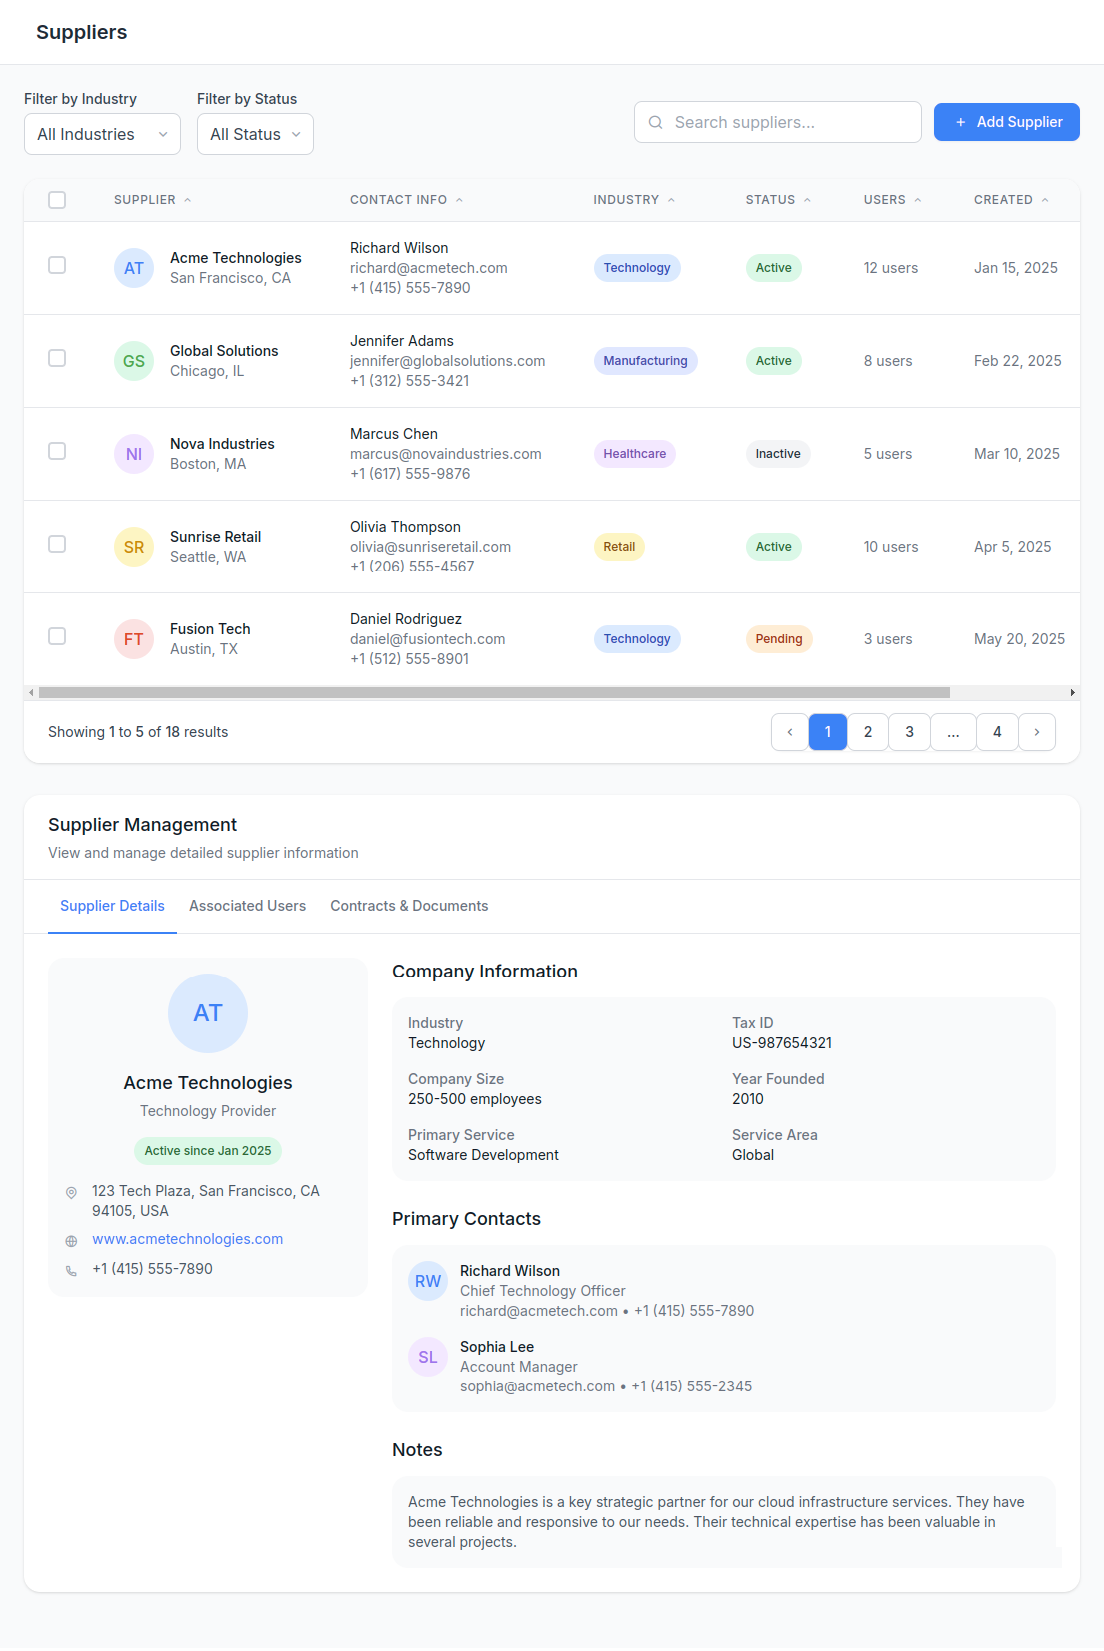 Suppliers
Filter by Industry
Filter by Status
All Industries
All Status
Search suppliers...
+ Add Supplier
SUPPLIER
CONTACT INFO
INDUSTRY
STATUS
USERS
CREATED
AT
Acme Technologies
San Francisco, CA
Richard Wilson
richard@acmetech.com
+1 (415) 555-7890
Technology
Active
12 users
Jan 15, 2025
GS
Global Solutions
Chicago, IL
Jennifer Adams
jennifer@globalsolutions.com
+1 (312) 555-3421
Manufacturing
Active
8 users
Feb 22, 2025
NI
Nova Industries
Boston, MA
Marcus Chen
marcus@novaindustries.com
+1 (617) 555-9876
Healthcare
Inactive
5 users
Mar 10, 2025
SR
Sunrise Retail
Seattle, WA
Olivia Thompson
olivia@sunriseretail.com
+1 (206) 555-4567
Retail
Active
10 users
Apr 5, 2025
FT
Fusion Tech
Austin, TX
Daniel Rodriguez
daniel@fusiontech.com
+1 (512) 555-8901
Technology
Pending
3 users
May 20, 2025
Showing 1 to 5 of 18 results
1
2
3
...
4
Supplier Management
View and manage detailed supplier information
Supplier Details
Associated Users
Contracts & Documents
AT
Acme Technologies
Technology Provider
Active since Jan 2025
123 Tech Plaza, San Francisco, CA
94105, USA
www.acmetechnologies.com
+1 (415) 555-7890
Company Information
Industry
Technology
Tax ID
US-987654321
Company Size
250-500 employees
Year Founded
2010
Primary Service
Software Development
Service Area
Global
Primary Contacts
RW
Richard Wilson
Chief Technology Officer
richard@acmetech.com • +1 (415) 555-7890
SL
Sophia Lee
Account Manager
sophia@acmetech.com • +1 (415) 555-2345
Notes
Acme Technologies is a key strategic partner for our cloud infrastructure services. They have
been reliable and responsive to our needs. Their technical expertise has been valuable in
several projects.